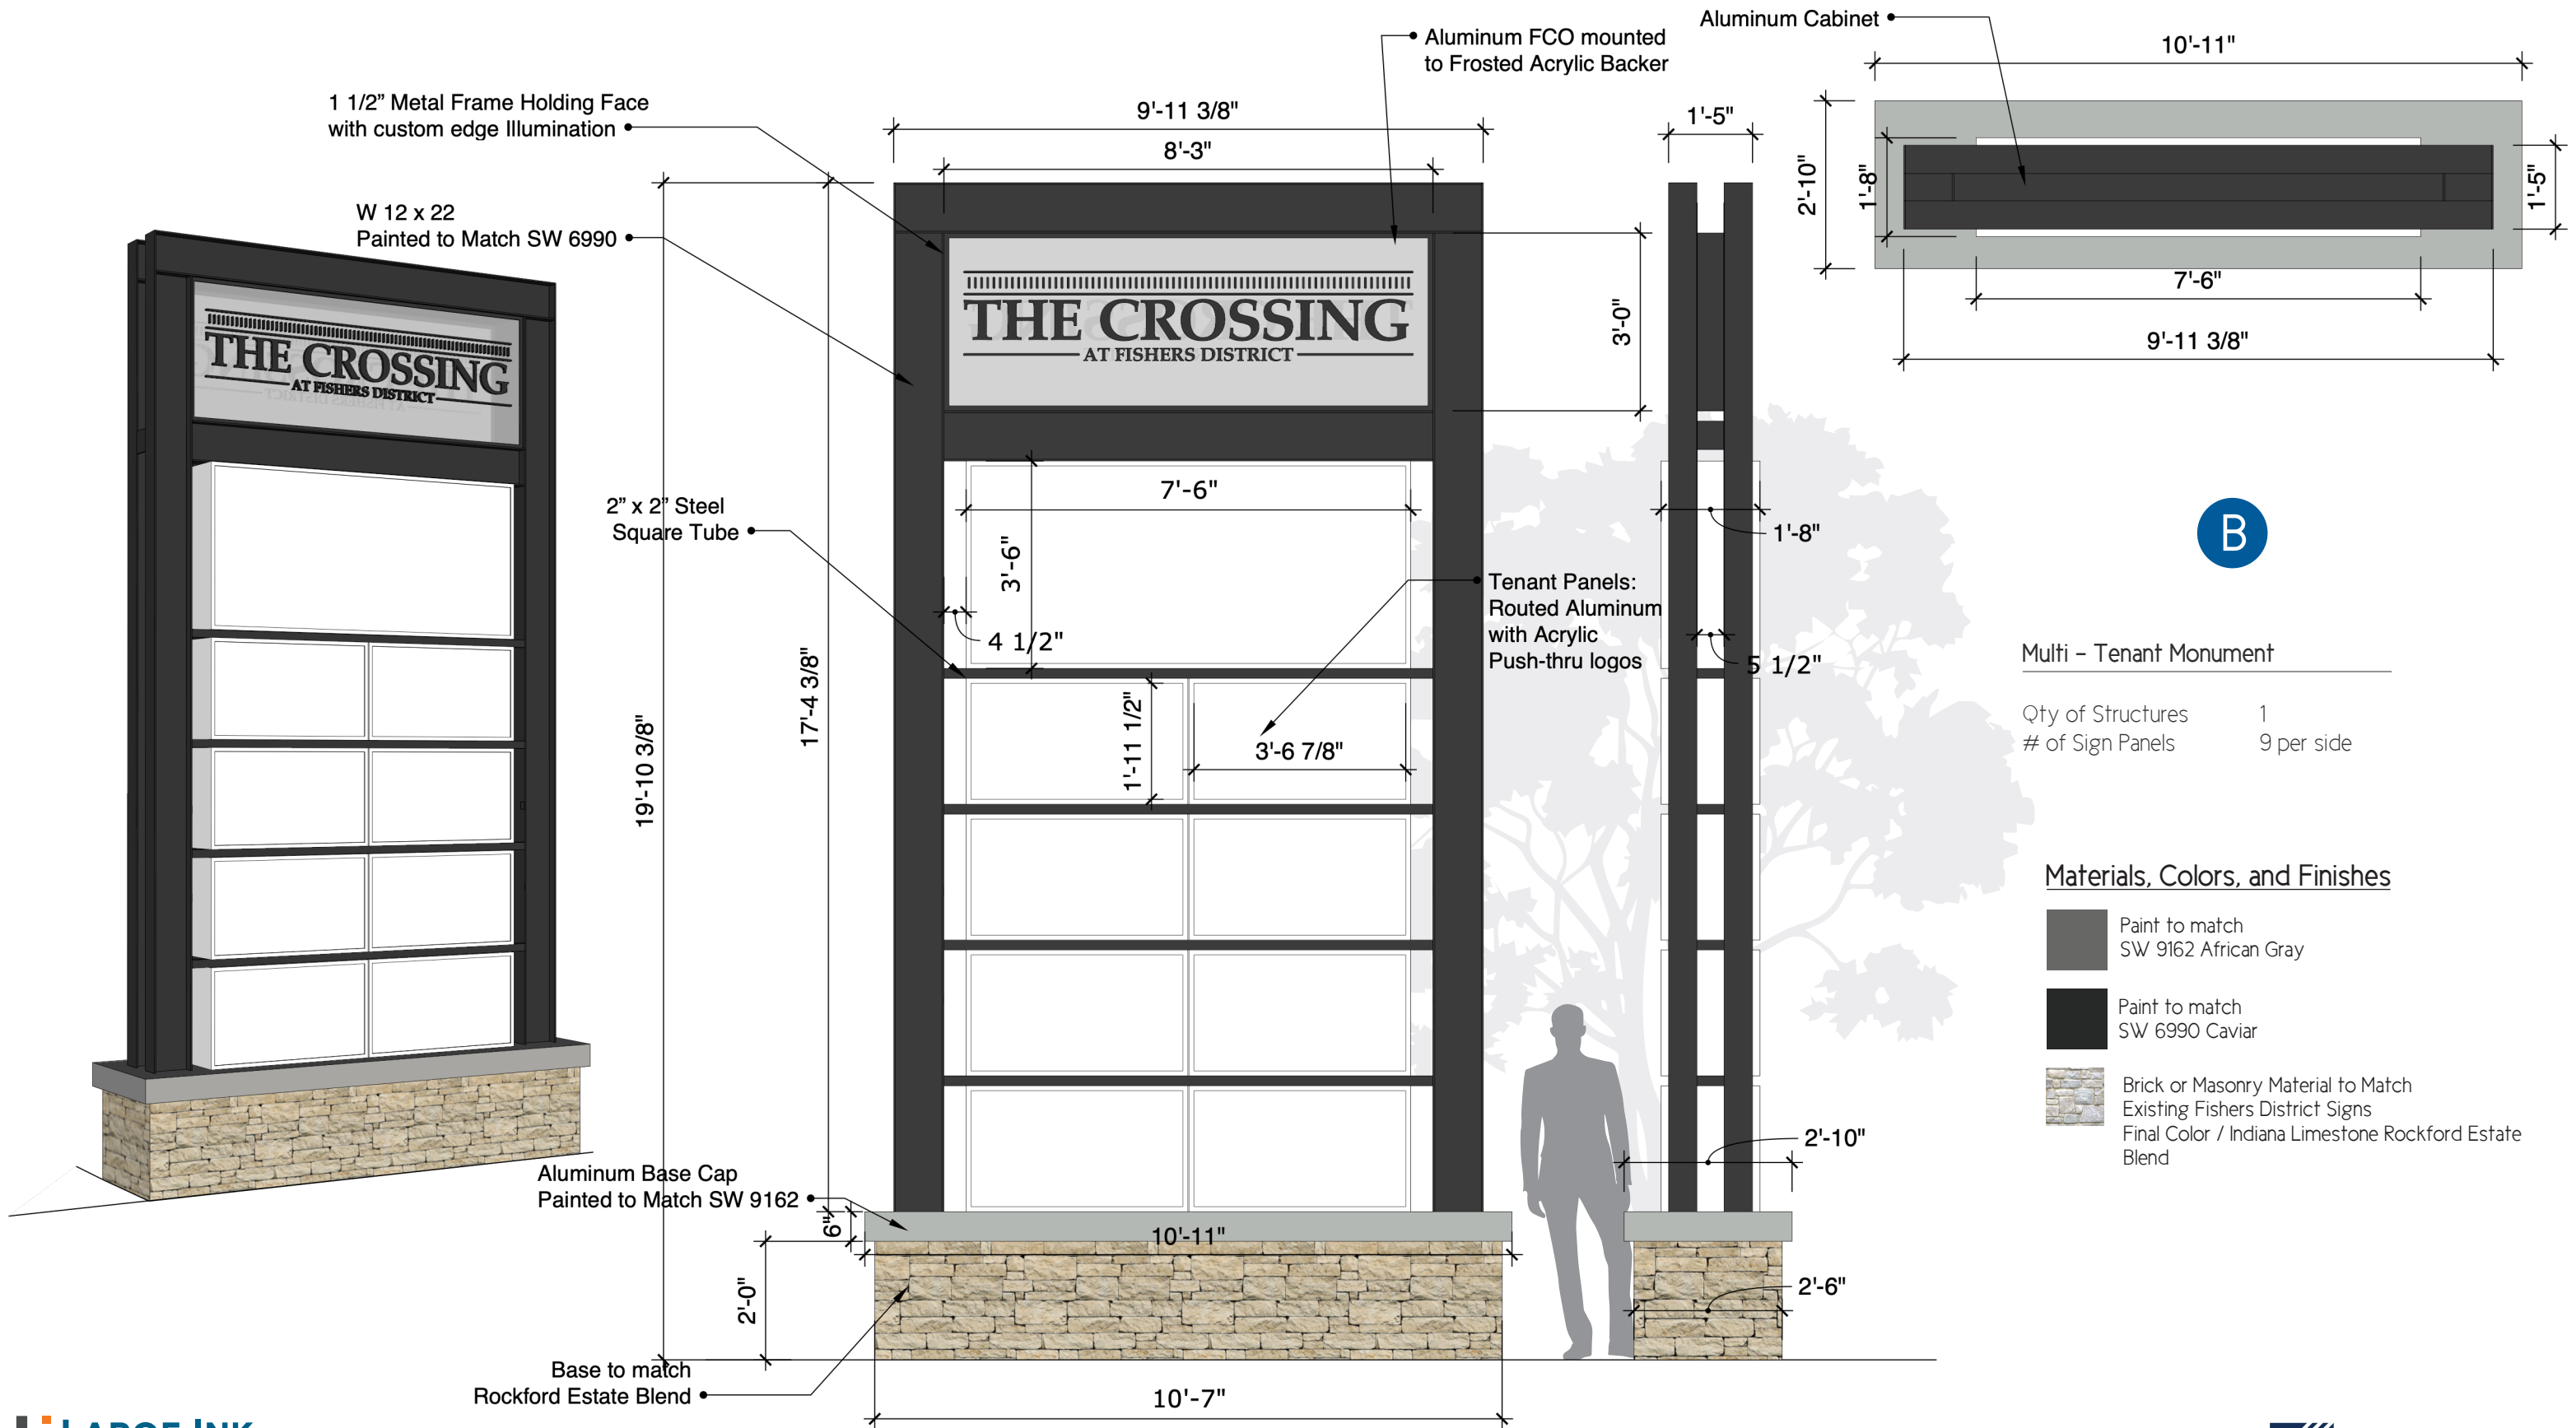 Aluminum Cabinet
10'-11"
Aluminum FCO mounted
to Frosted Acrylic Backer
1 1/2” Metal Frame Holding Face
with custom edge Illumination
9'-11 3/8"
8'-3"
1'-5"
2'-10"
1'-8"
1'-5"
7'-6"
9'-11 3/8"
W 12 x 22
Painted to Match SW 6990
THE CROSSING
AT FISHERS DISTRICT
THE CROSSING
AT FISHERS DISTRICT
3'-0"
2” x 2” Steel
Square Tube
7'-6"
3'-6"
4 1/2"
1'-8"
5 1/2"
Tenant Panels:
Routed Aluminum
with Acrylic
Push-thru logos
1'-11 1/2"
3'-6 7/8"
17'-4 3/8"
19'-10 3/8"
B
Multi - Tenant Monument
Qty of Structures 1
# of Sign Panels 9 per side
Materials, Colors, and Finishes
Paint to match
SW 9162 African Gray
Paint to match
SW 6990 Caviar
Brick or Masonry Material to Match
Existing Fishers District Signs
Final Color / Indiana Limestone Rockford Estate
Blend
Aluminum Base Cap
Painted to Match SW 9162
6"
10'-11"
2'-0"
2'-10"
2'-6"
Base to match
Rockford Estate Blend
10'-7"